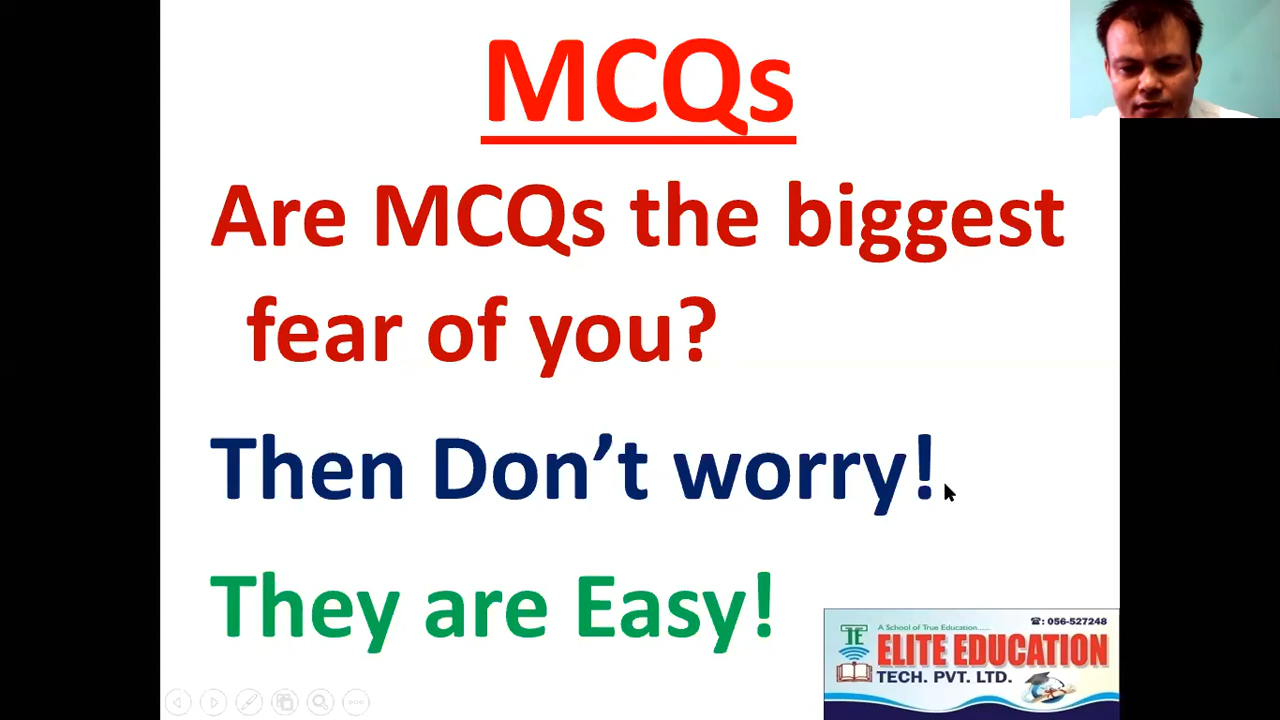 MCQs
Are MCQs the biggest
fear of you?
Then Don’t worry!
They are Easy!
A School of True Education.....
☎: 056-527248
ELITE EDUCATION
TECH. PVT. LTD.